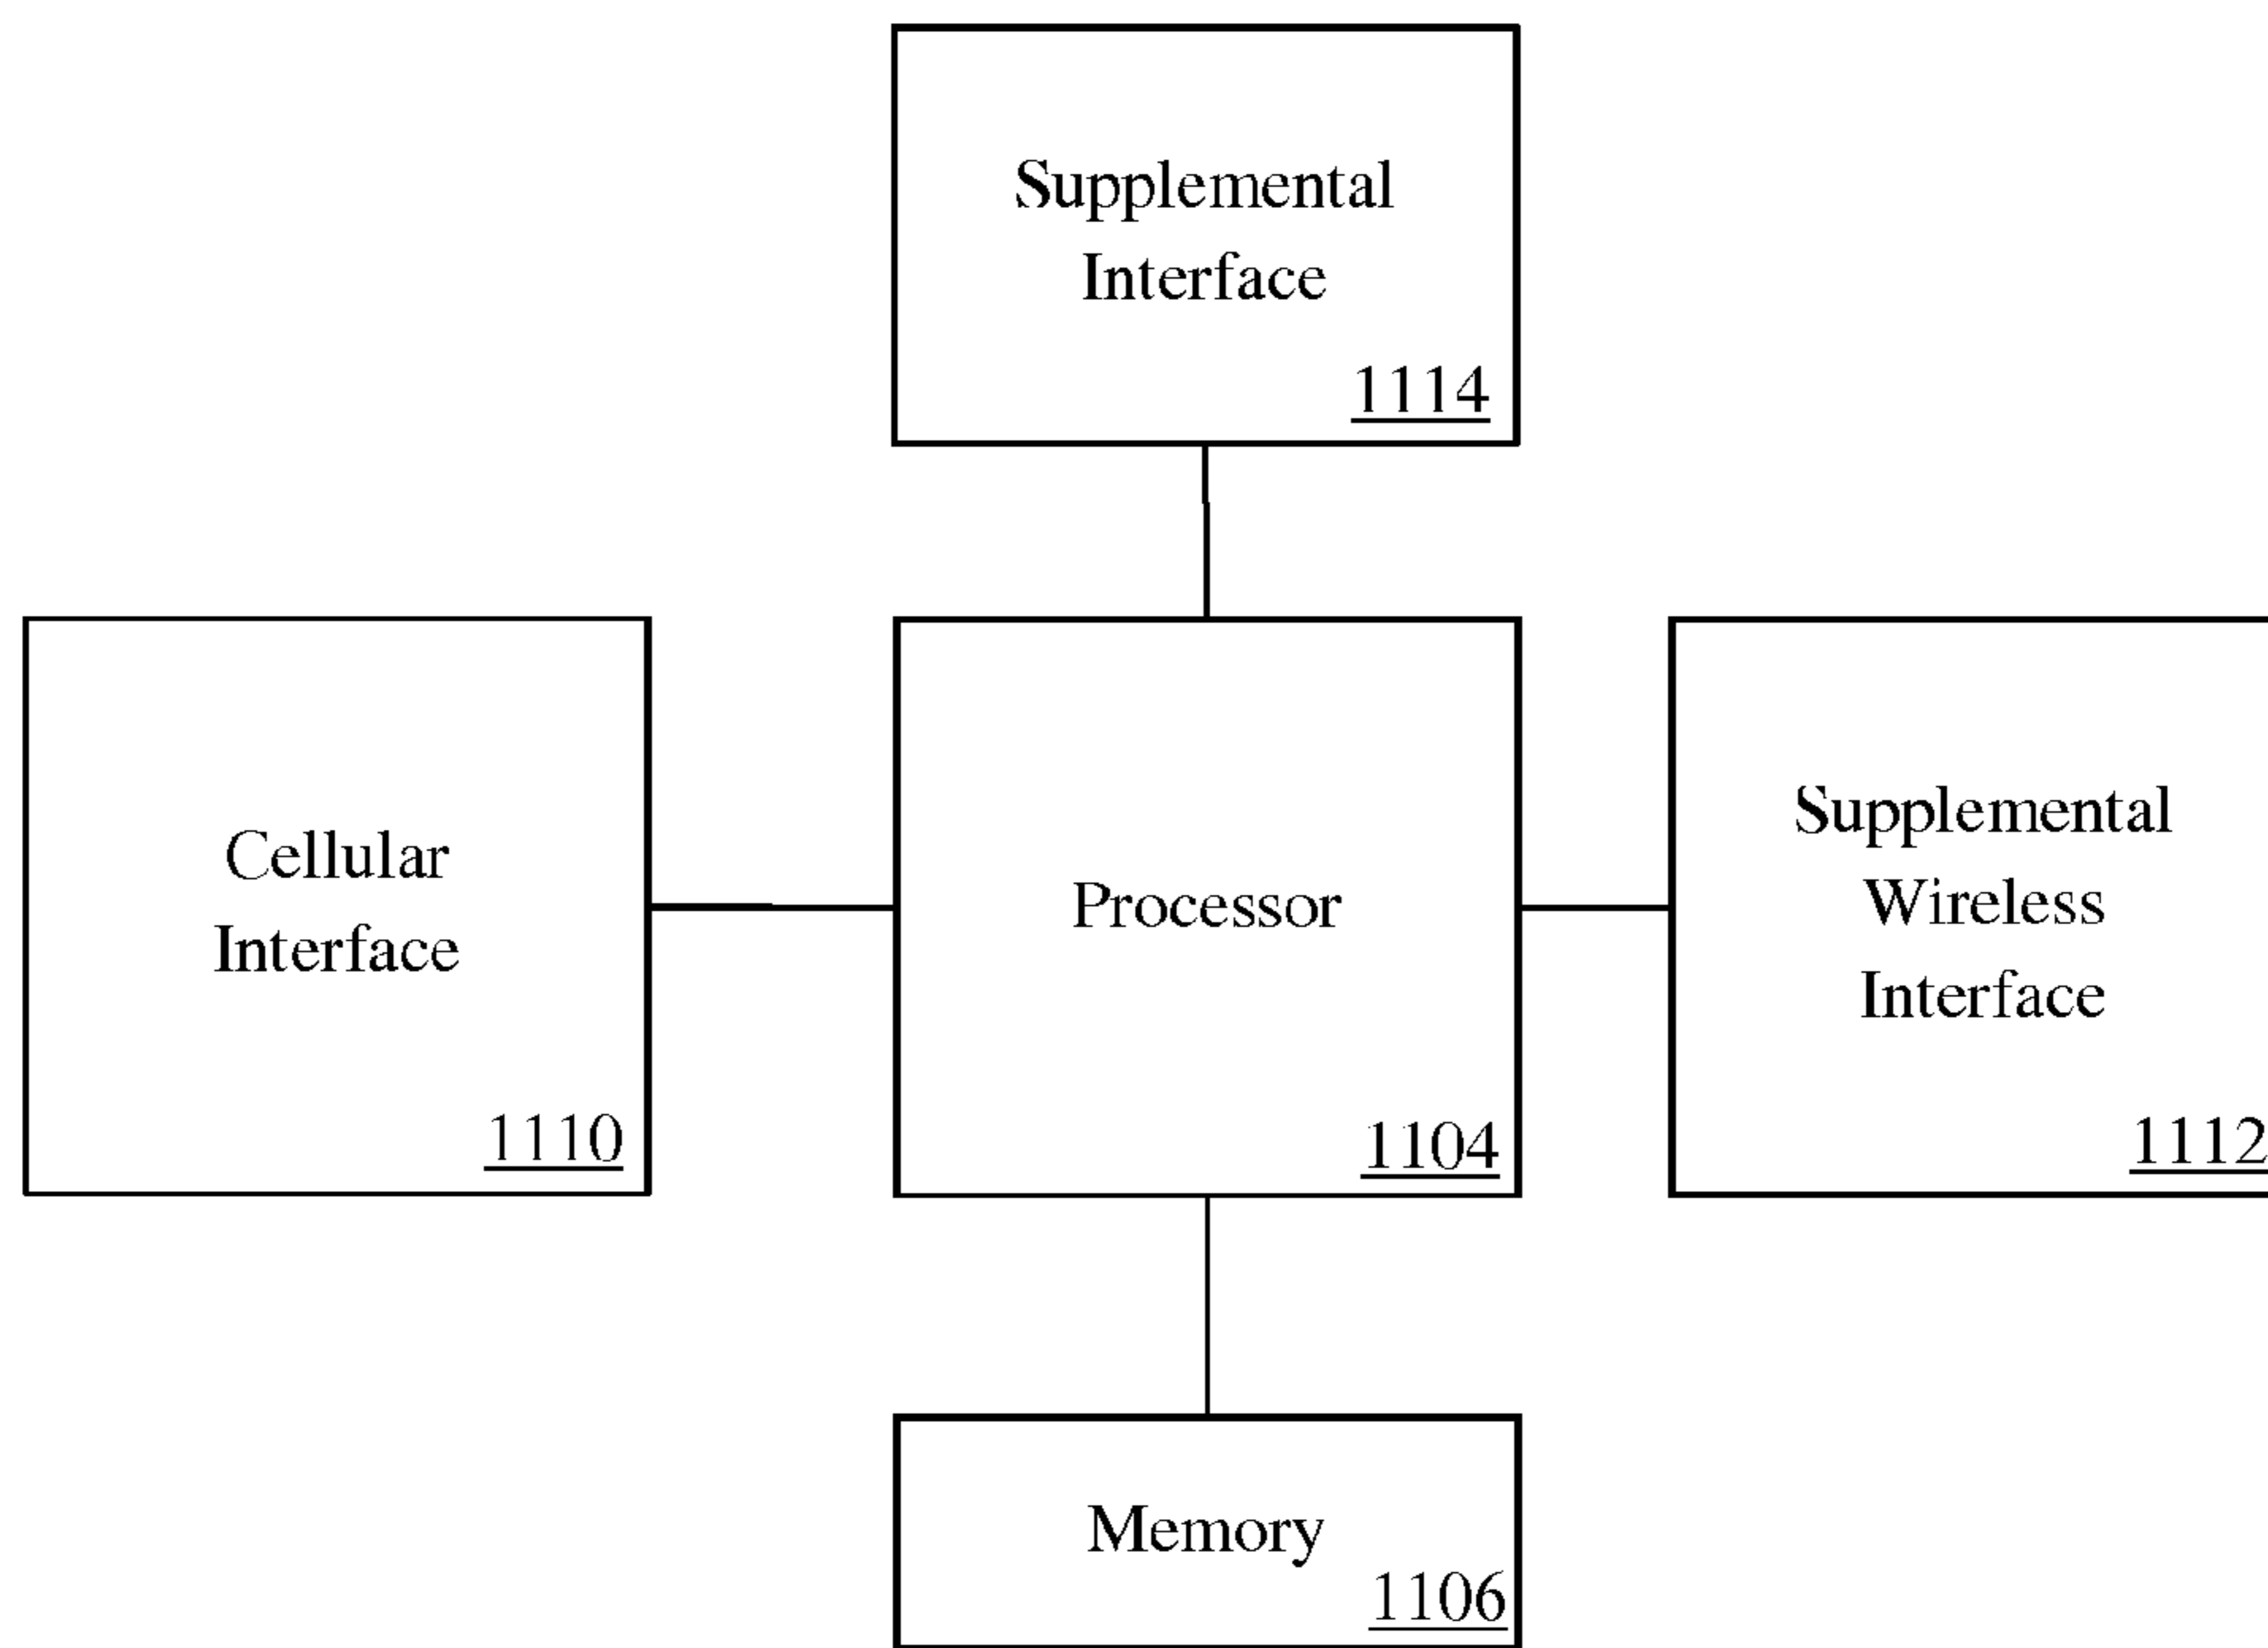 Supplemental
Interface
1114
Cellular
Interface
1110
Processor
1104
Supplemental
Wireless
Interface
1112
Memory
1106